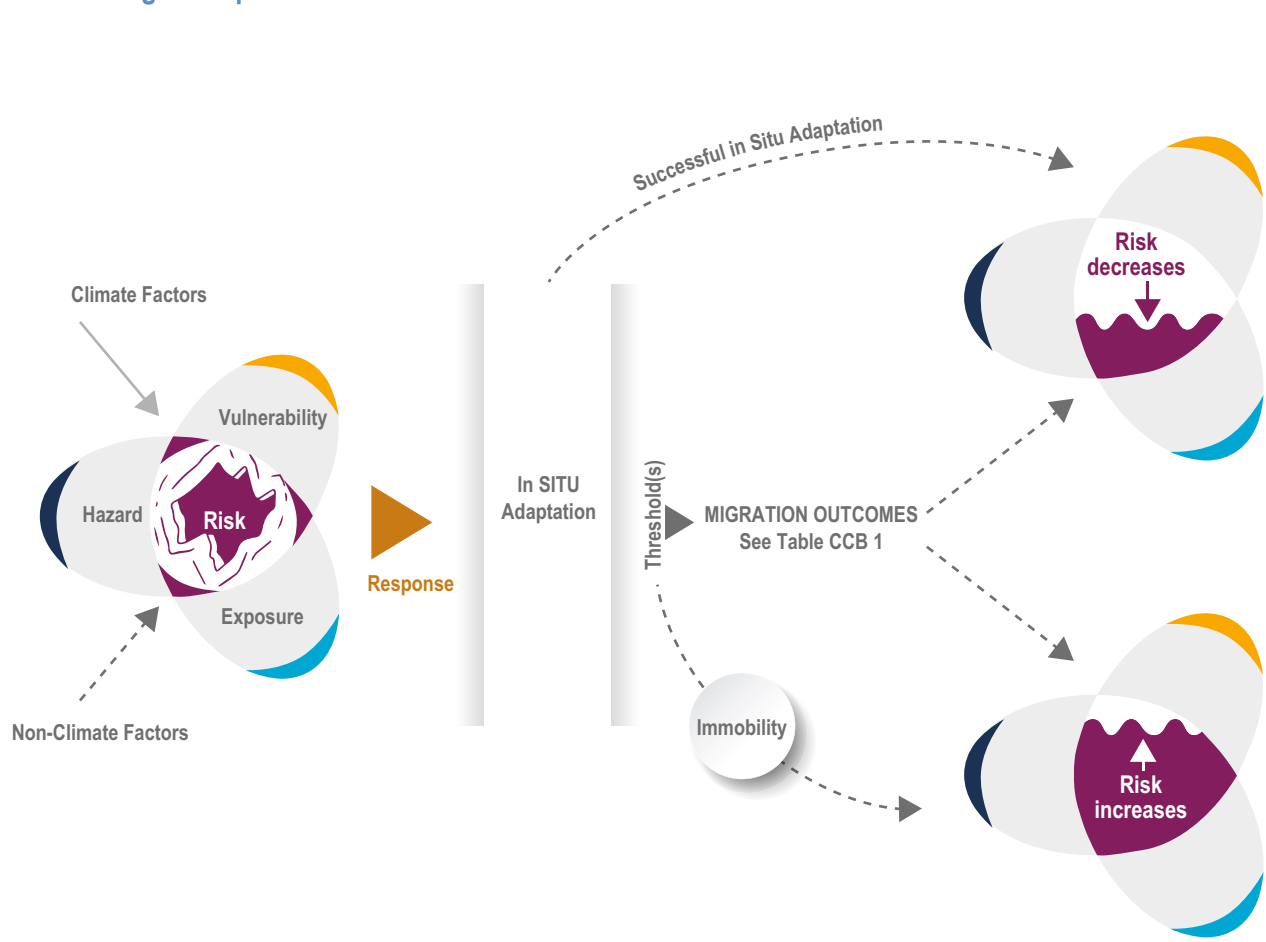 Successful in Situ Adaptation
Risk
decreases
Climate Factors
Vulnerability
Hazard
Risk
Exposure
Non-Climate Factors
Response
In SITU
Adaptation
Threshold(s)
MIGRATION OUTCOMES
See Table CCB 1
Immobility
Risk
increases